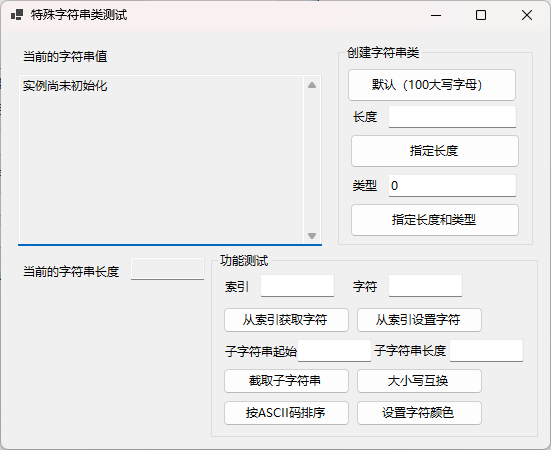 特殊字符串类测试
当前的字符串值
实例尚未初始化
当前的字符串长度
创建字符串类
默认（100大写字母）
长度
指定长度
类型 0
指定长度和类型
功能测试
索引 字符
从索引获取字符 从索引设置字符
子字符串起始 子字符串长度
截取子字符串 大小写互换
按ASCII码排序 设置字符颜色